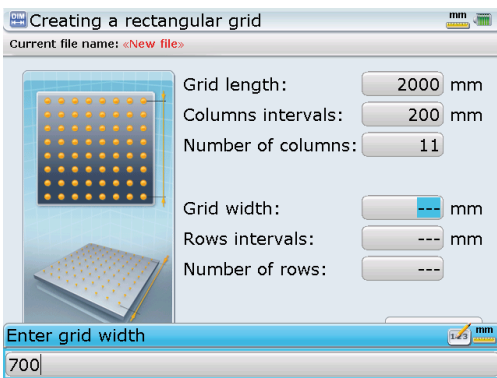 Creating a rectangular grid mm
Current file name: «New file»
Grid length: 2000 mm
Columns intervals: 200 mm
Number of columns: 11
Grid width: --- mm
Rows intervals: --- mm
Number of rows: ---
Enter grid width 123 mm
700